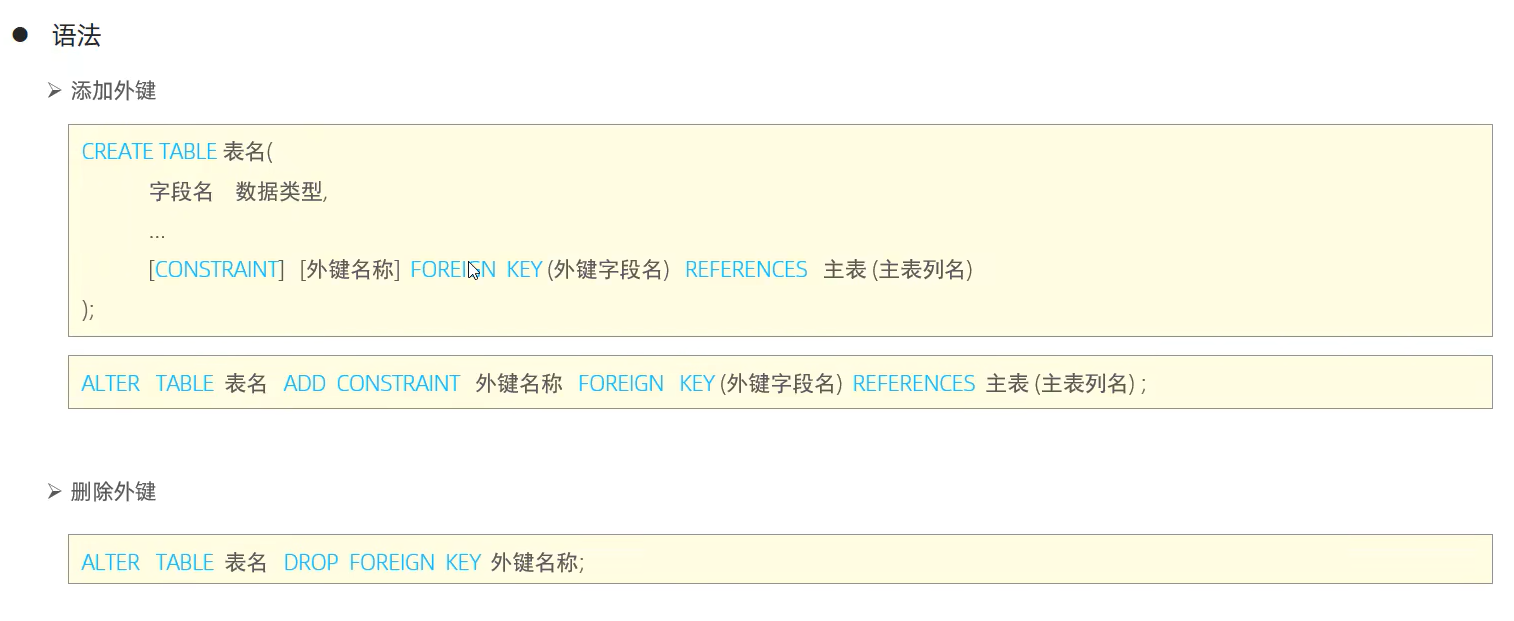 语法
添加外键
CREATE TABLE 表名(
字段名 数据类型,
...
[CONSTRAINT] [外键名称] FOREIGN KEY (外键字段名) REFERENCES 主表 (主表列名)
);
ALTER TABLE 表名 ADD CONSTRAINT 外键名称 FOREIGN KEY (外键字段名) REFERENCES 主表 (主表列名) ;
删除外键
ALTER TABLE 表名 DROP FOREIGN KEY 外键名称;